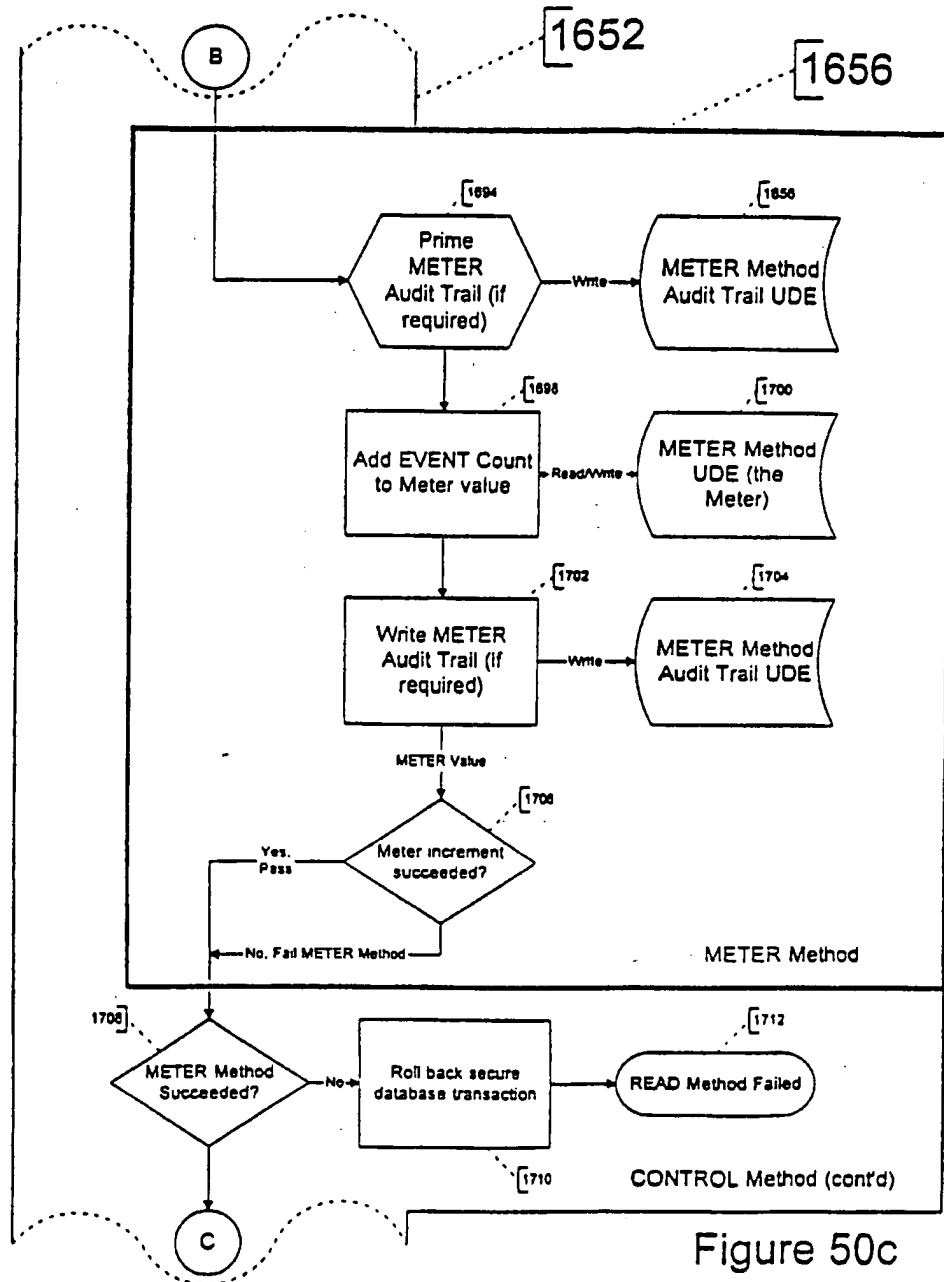 B
1652
1656
1694
Prime
METER
Audit Trail (if
required)
Write
1656
METER Method
Audit Trail UDE
1698
Add EVENT Count
to Meter value
Read/Write
1700
METER Method
UDE (the
Meter)
1702
Write METER
Audit Trail (if
required)
Write
1704
METER Method
Audit Trail UDE
METER Value
1706
Meter increment
succeeded?
Yes,
Pass
No, Fail METER Method
METER Method
1708
METER Method
Succeeded?
No
Roll back secure
database transaction
1710
1712
READ Method Failed
CONTROL Method (cont'd)
C
Figure 50c